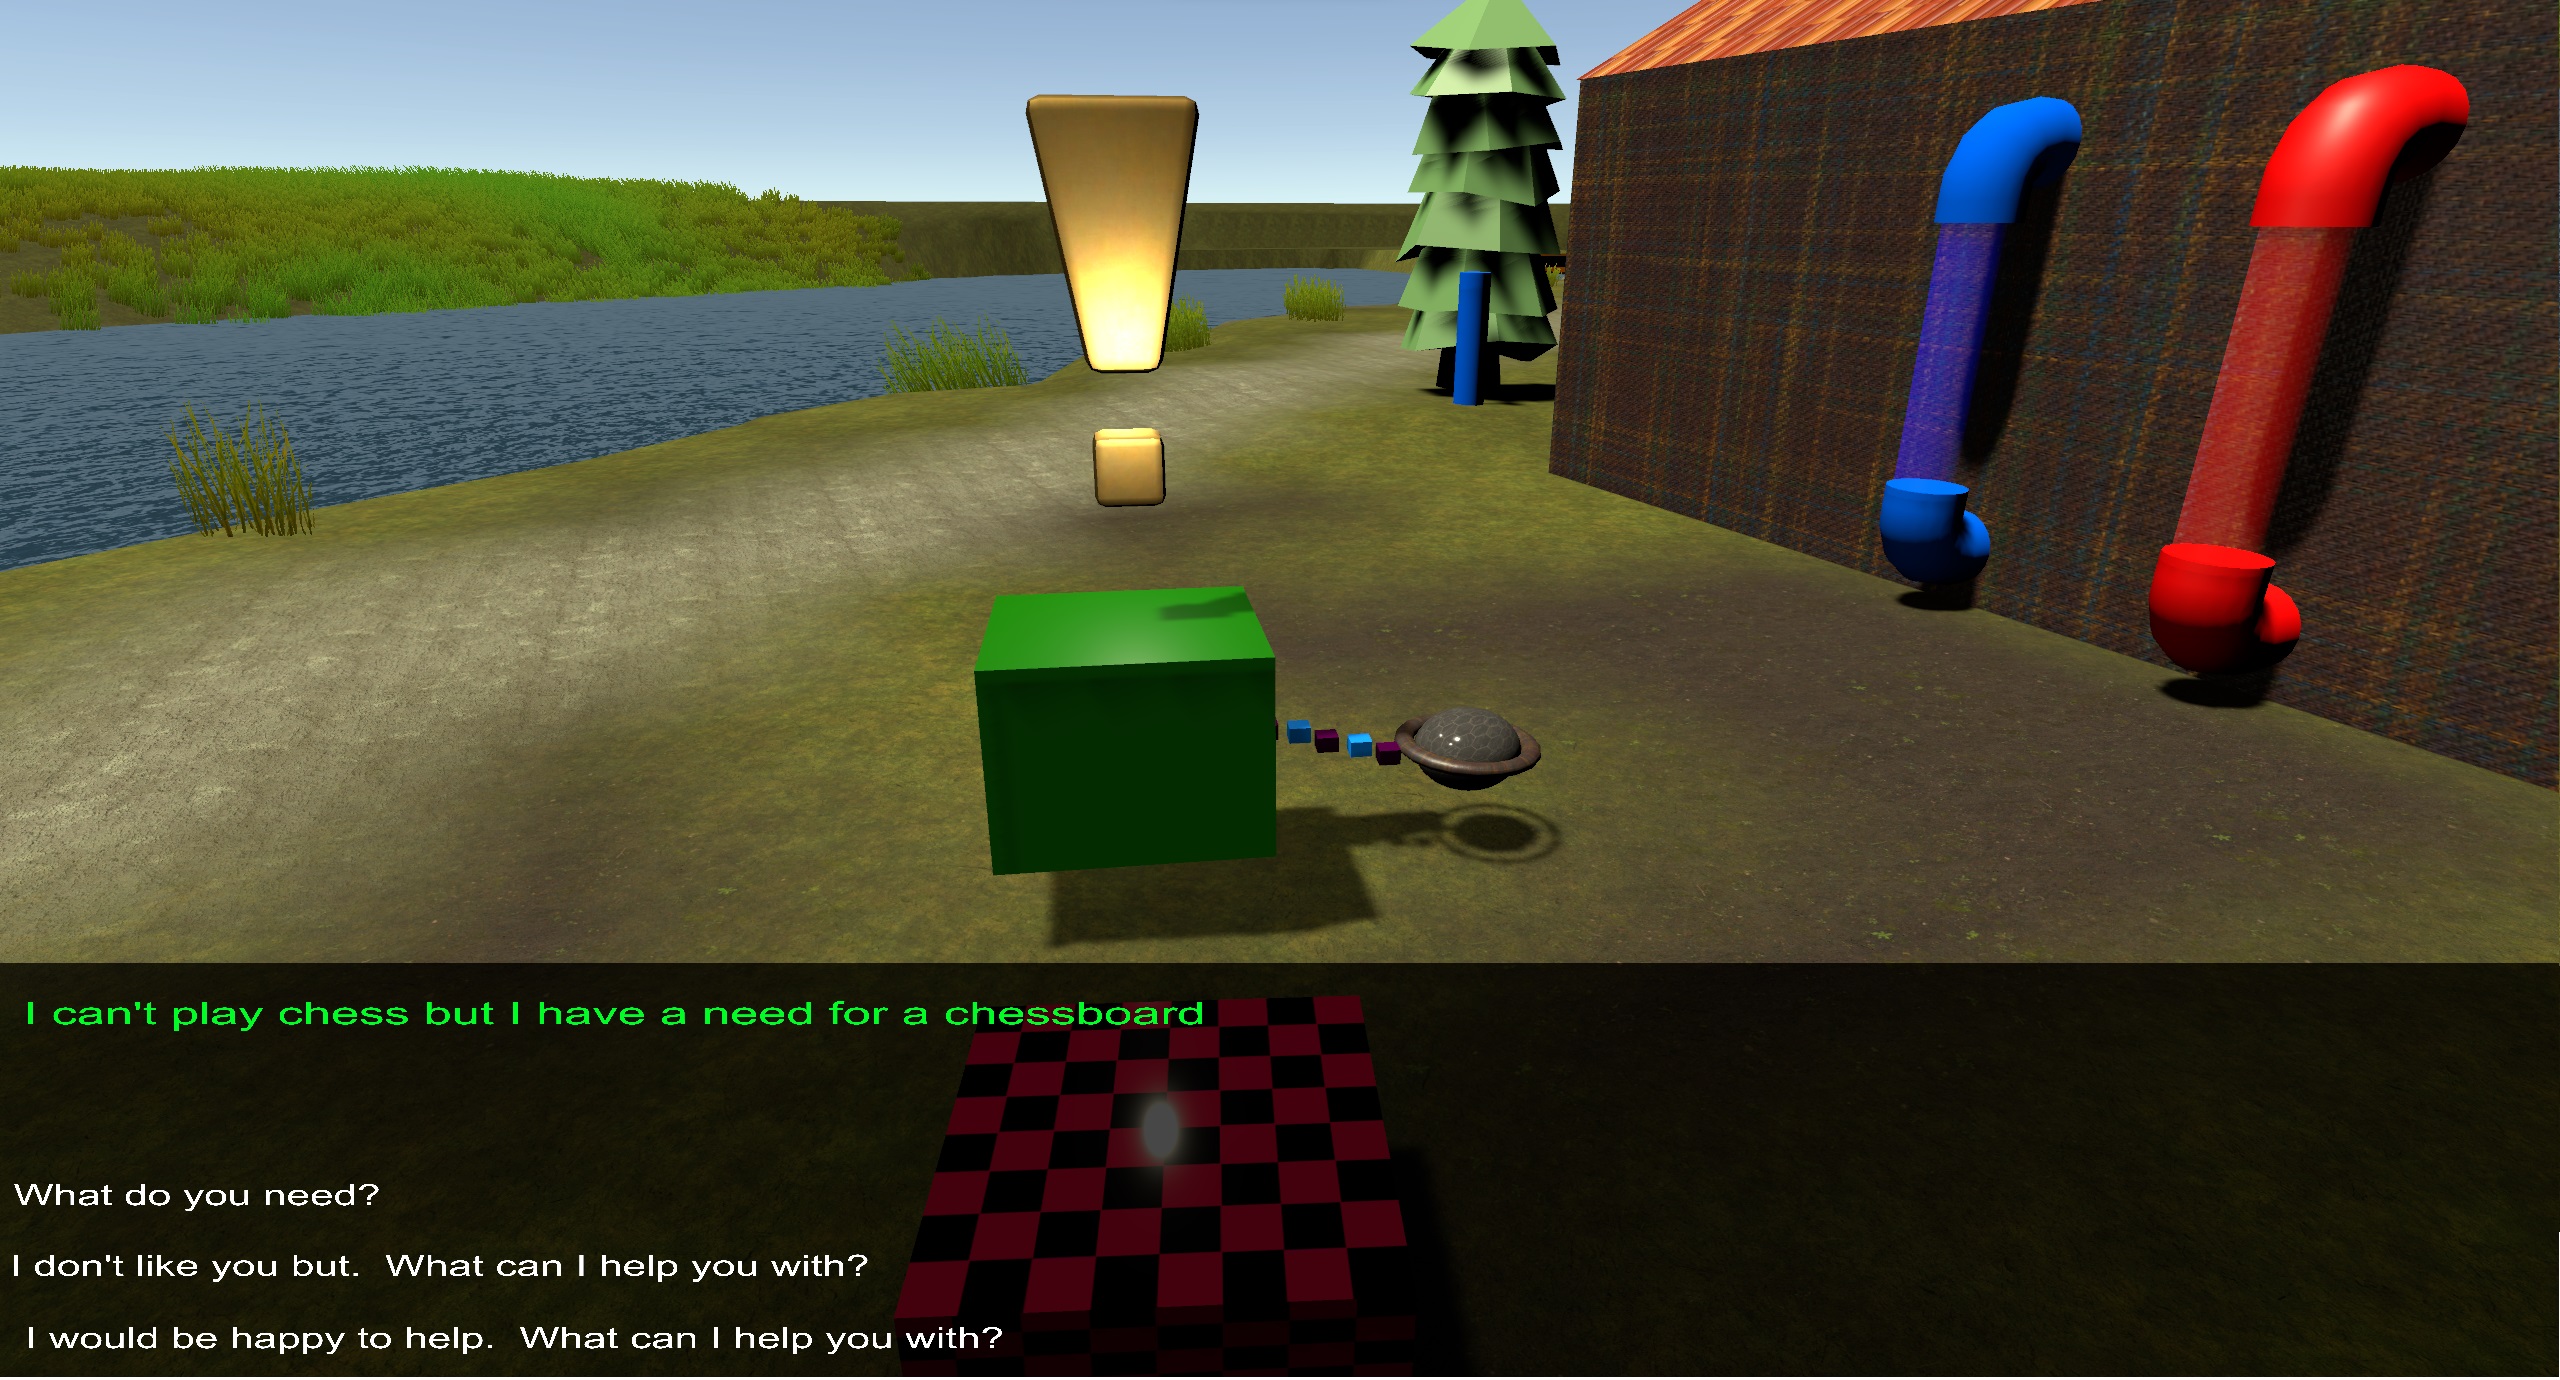 I can't play chess but I have a need for a chessboard
What do you need?
I don't like you but.  What can I help you with?
I would be happy to help.  What can I help you with?